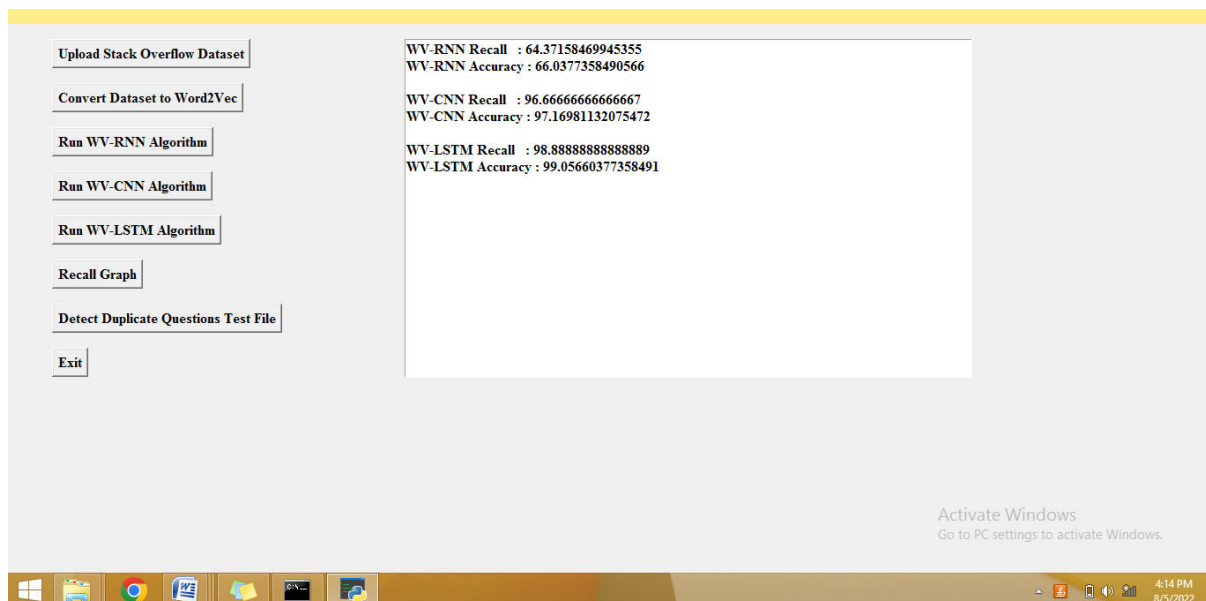 Upload Stack Overflow Dataset
Convert Dataset to Word2Vec
Run WV-RNN Algorithm
Run WV-CNN Algorithm
Run WV-LSTM Algorithm
Recall Graph
Detect Duplicate Questions Test File
Exit
WV-RNN Recall : 64.37158469945355
WV-RNN Accuracy : 66.0377358490566
WV-CNN Recall : 96.66666666666667
WV-CNN Accuracy : 97.16981132075472
WV-LSTM Recall : 98.88888888888889
WV-LSTM Accuracy : 99.05660377358491
Activate Windows
Go to PC settings to activate Windows.
4:14 PM
8/5/2022